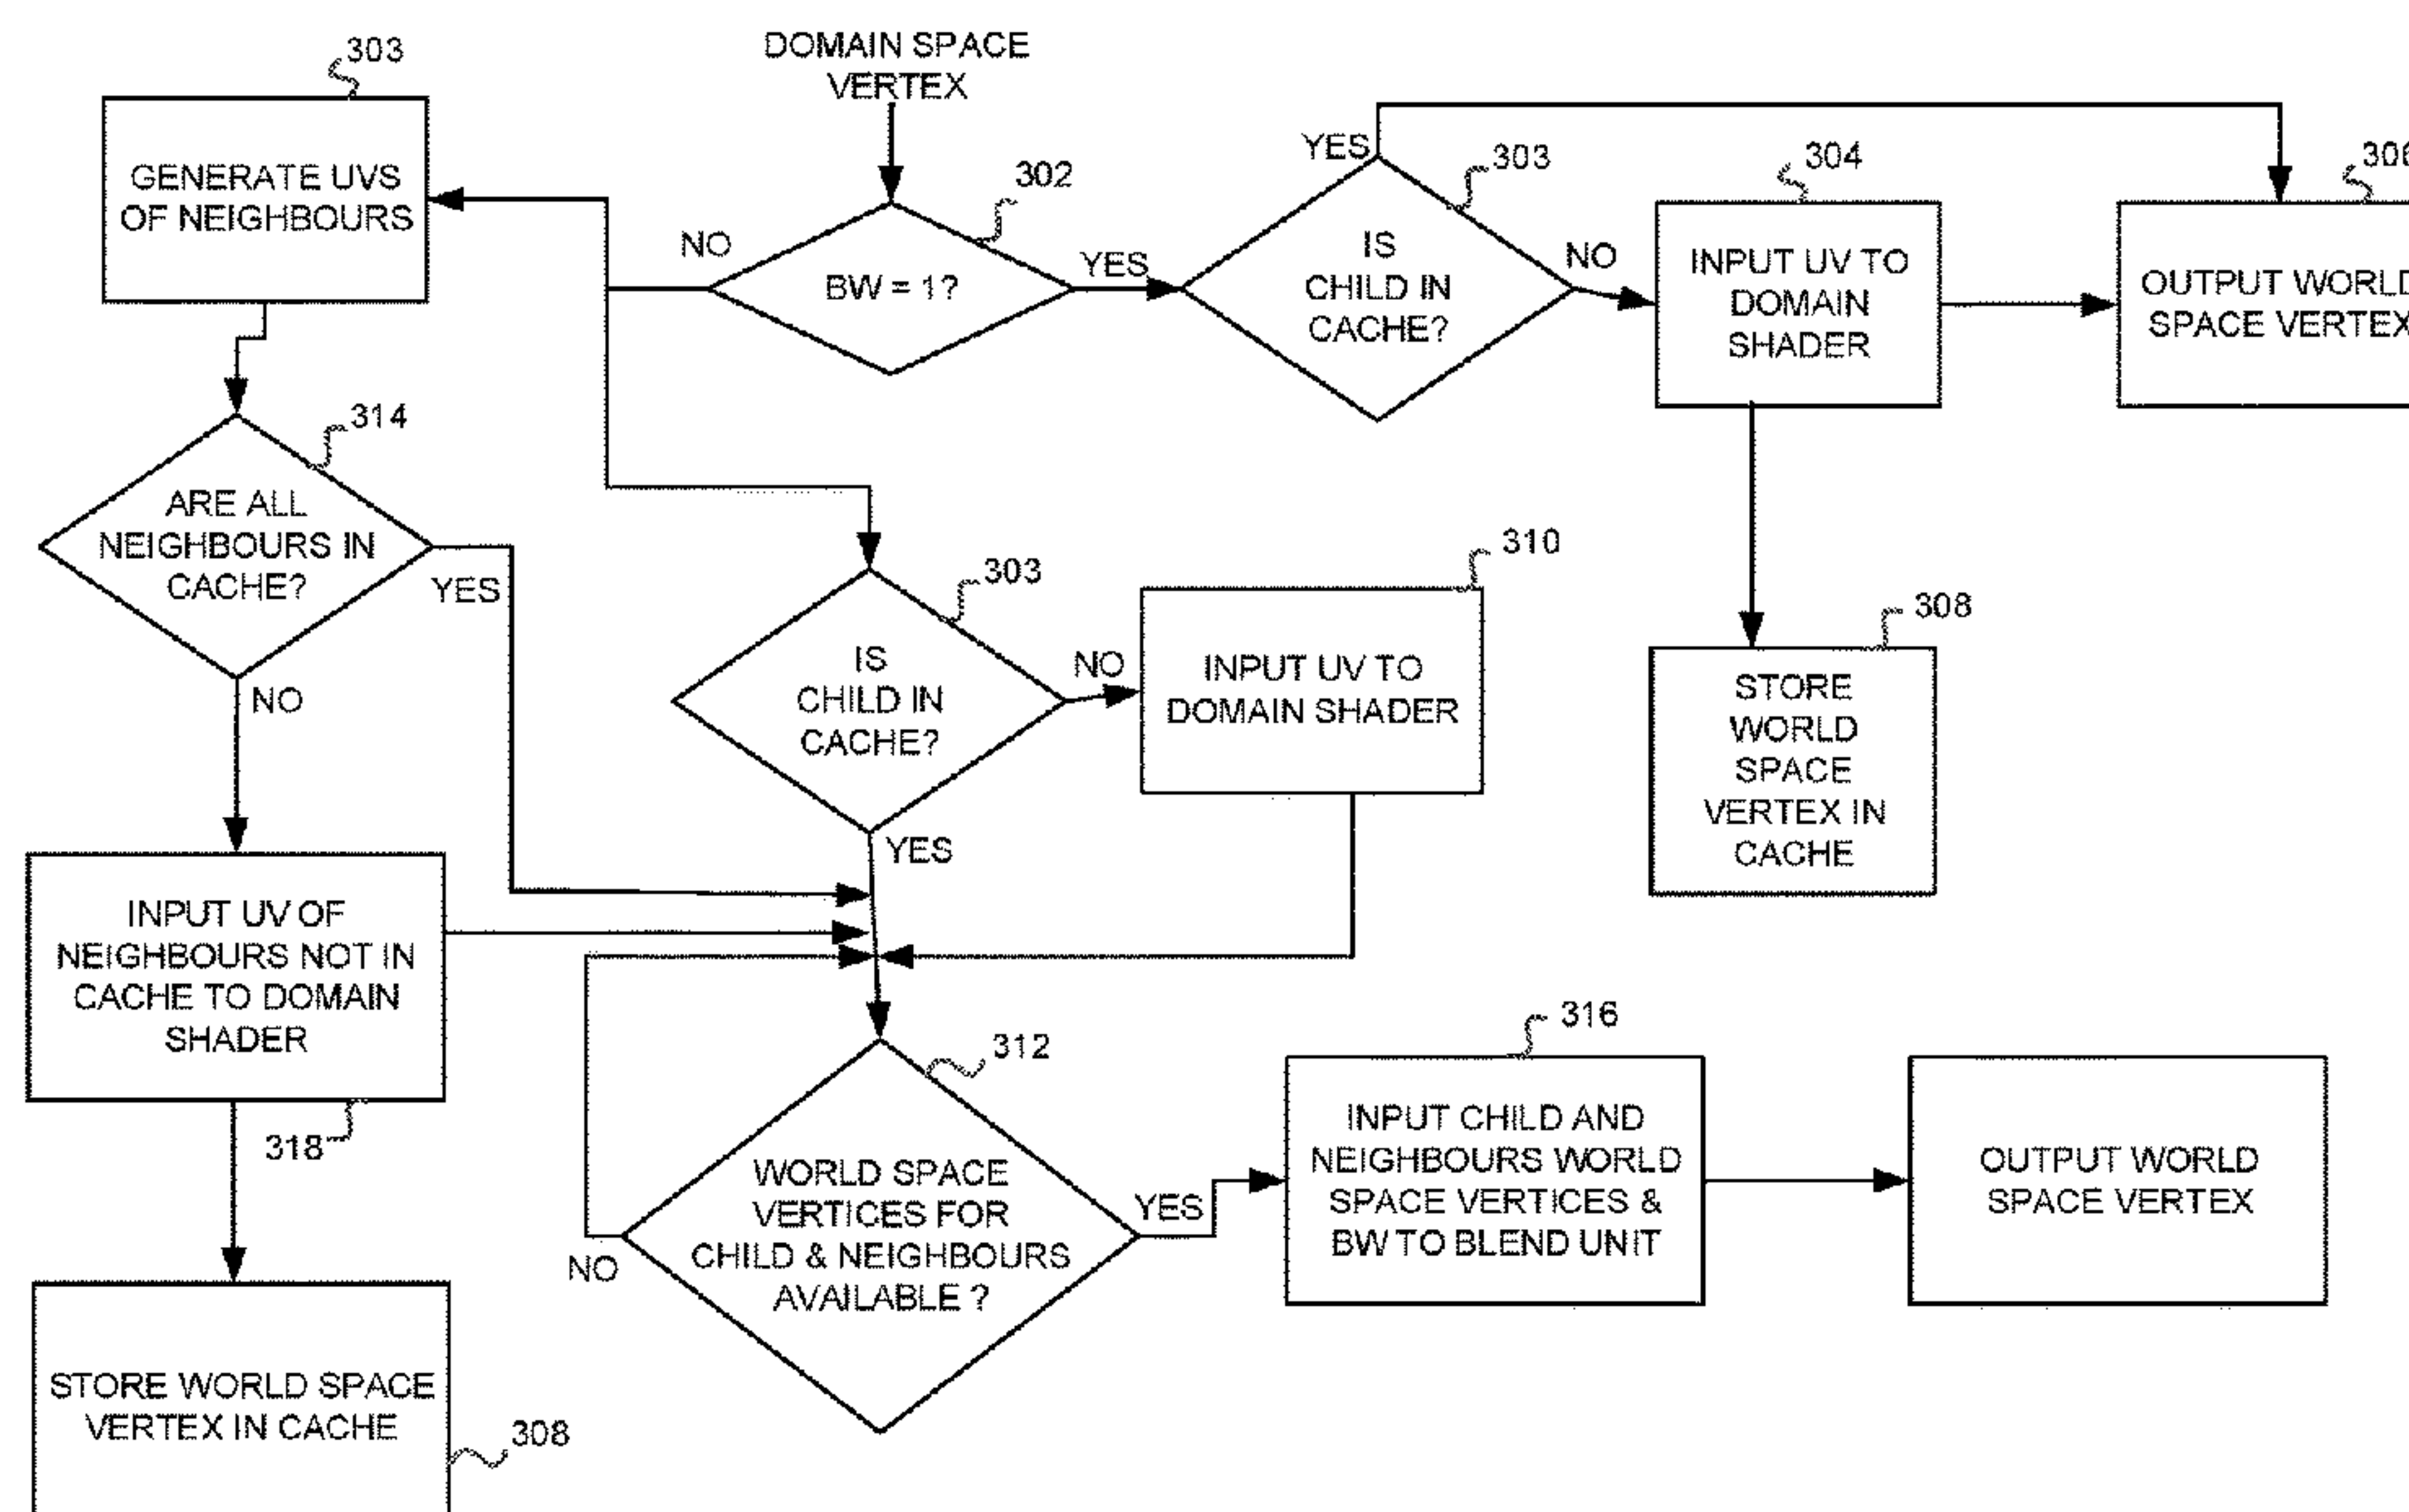 303
GENERATE UVS
OF NEIGHBOURS
DOMAIN SPACE
VERTEX
302
NO
BW = 1?
YES
YES
303
IS
CHILD IN
CACHE?
NO
304
INPUT UV TO
DOMAIN
SHADER
OUTPUT
SPACE
314
ARE ALL
NEIGHBOURS IN
CACHE?
YES
NO
303
IS
CHILD IN
CACHE?
NO
YES
310
INPUT UV TO
DOMAIN SHADER
308
STORE
WORLD
SPACE
VERTEX IN
CACHE
INPUT UV OF
NEIGHBOURS NOT IN
CACHE TO DOMAIN
SHADER
318
312
WORLD SPACE
VERTICES FOR
CHILD & NEIGHBOURS
AVAILABLE ?
NO
YES
316
INPUT CHILD AND
NEIGHBOURS WORLD
SPACE VERTICES &
BW TO BLEND UNIT
OUTPUT WORLD
SPACE VERTEX
STORE WORLD SPACE
VERTEX IN CACHE
308